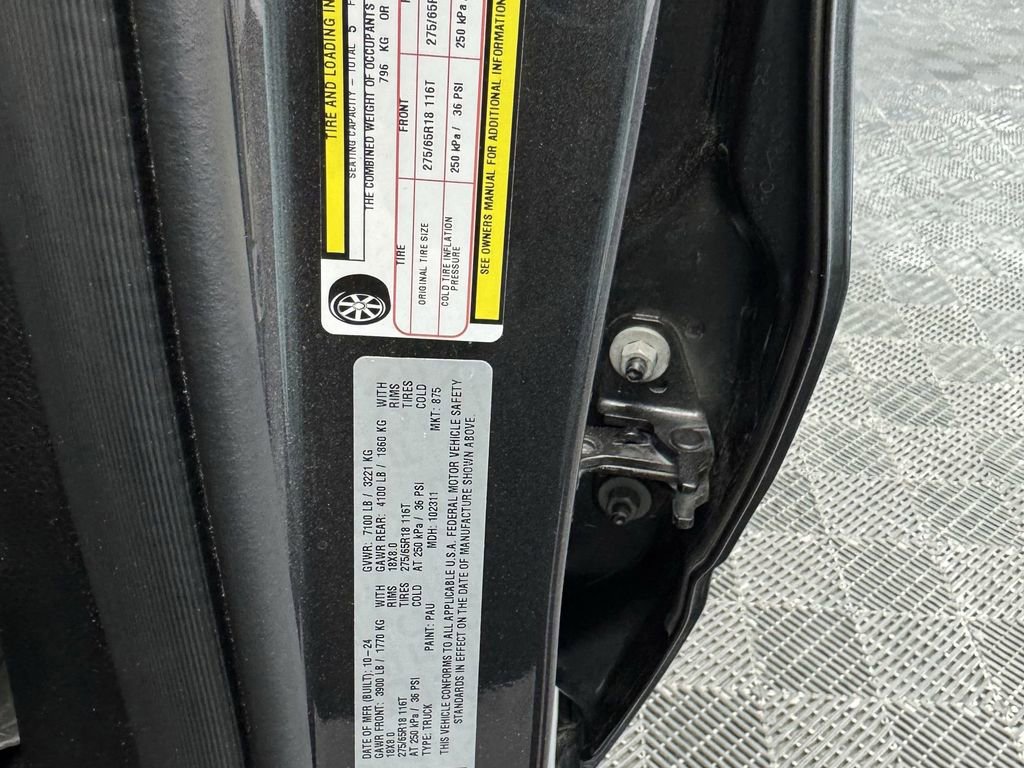 TIRE AND LOADING IN
SEATING CAPACITY – TOTAL 5 F
THE COMBINED WEIGHT OF OCCUPANTS
796 KG OR
TIRE FRONT
ORIGINAL TIRE SIZE 275/65R18 116T 275/65R
COLD TIRE INFLATION PRESSURE 250 kPa / 36 PSI 250 kPa /
SEE OWNERS MANUAL FOR ADDITIONAL INFORMATION
DATE OF MFR (BUILT): 10–24 GVWR: 7100 LB / 3221 KG
GAWR FRONT: 3900 LB / 1770 KG WITH GAWR REAR: 4100 LB / 1860 KG WITH
18X8.0 RIMS 18X8.0 RIMS
275/65R18 116T TIRES 275/65R18 116T TIRES
AT 250 kPa / 36 PSI COLD AT 250 kPa / 36 PSI COLD
TYPE: TRUCK PAINT: PAU MDH: 102311 MKT: 875
THIS VEHICLE CONFORMS TO ALL APPLICABLE U.S.A. FEDERAL MOTOR VEHICLE SAFETY
STANDARDS IN EFFECT ON THE DATE OF MANUFACTURE SHOWN ABOVE.